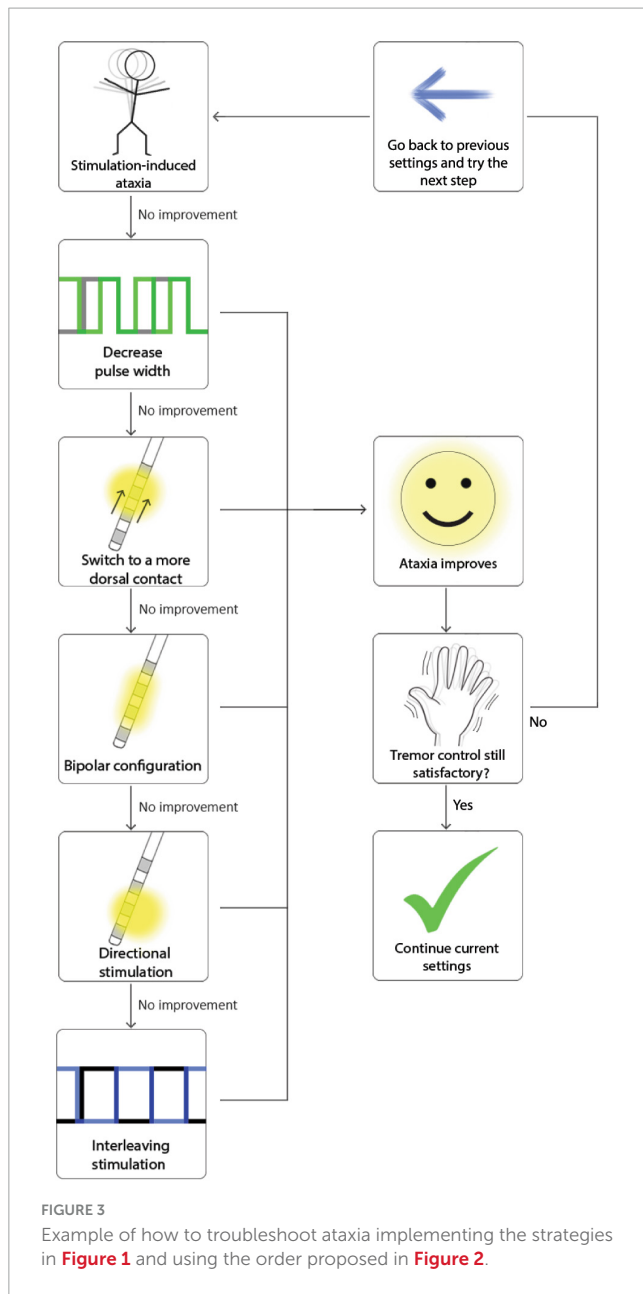 Stimulation-induced
ataxia
Go back to previous
settings and try the
next step
No improvement
Decrease
pulse width
No improvement
Switch to a more
dorsal contact
Ataxia improves
No improvement
Bipolar configuration
Tremor control still
satisfactory?
No
No improvement
Yes
Directional
stimulation
Continue current
settings
No improvement
Interleaving
stimulation
FIGURE 3
Example of how to troubleshoot ataxia implementing the strategies
in Figure 1 and using the order proposed in Figure 2.